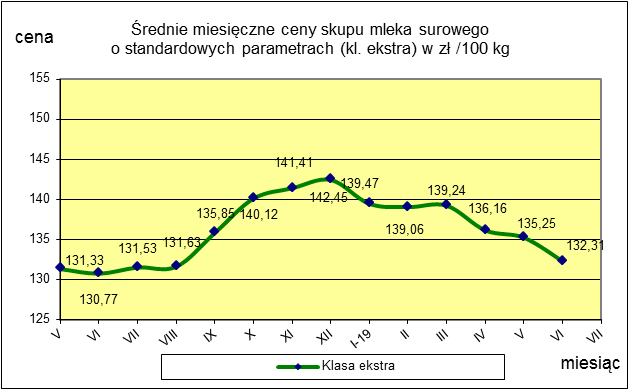 Średnie miesięczne ceny skupu mleka surowego
o standardowych parametrach (kl. ekstra) w zł /100 kg
cena
155
150
145
140
135
130
125
131,33
130,77
131,53
131,63
135,85
140,12
141,41
142,45
139,47
139,06
139,24
136,16
135,25
132,31
V
VI
VII
VIII
IX
X
XI
XII
I-19
II
III
IV
V
VI
VII
miesiąc
Klasa ekstra